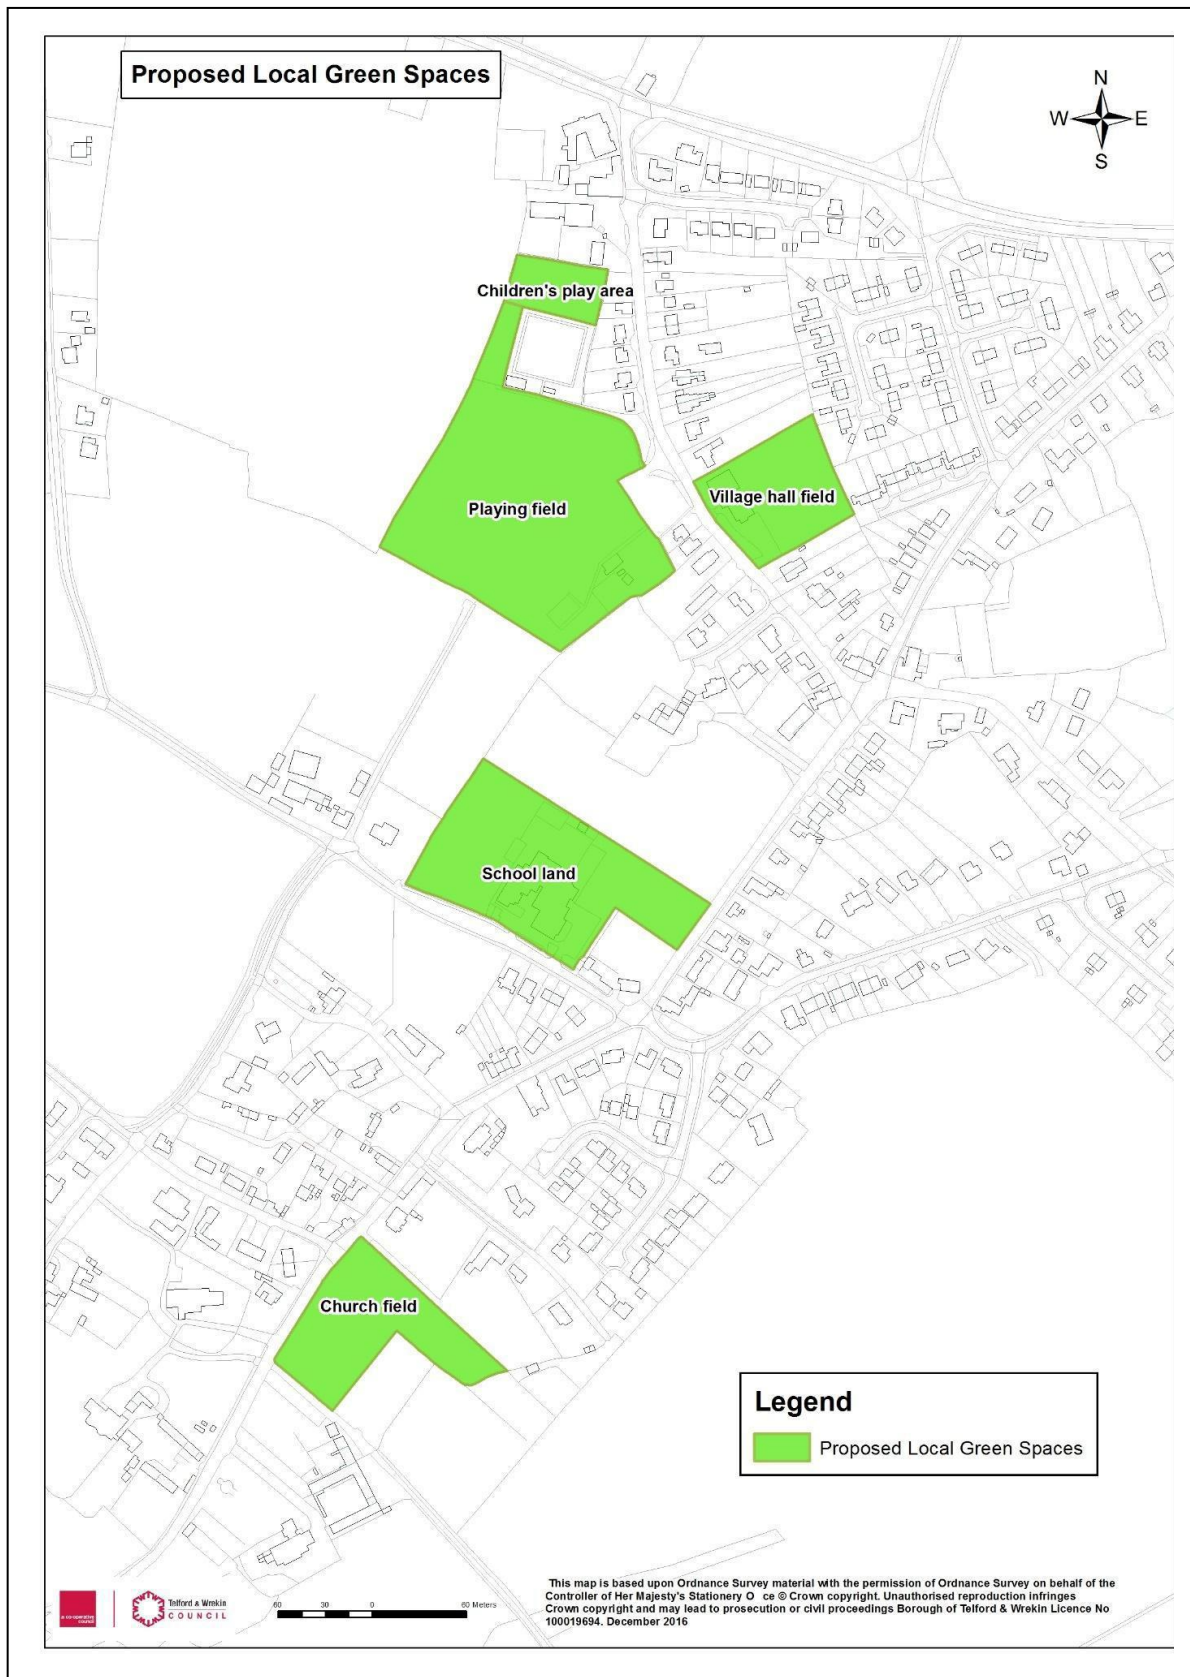 Proposed Local Green Spaces
N
W E
S
Children's play area
Playing field
Village hall field
School land
Church field
Legend
Proposed Local Green Spaces
a co-operative
council
Telford & Wrekin
COUNCIL
60 30 0 60 Meters
This map is based upon Ordnance Survey material with the permission of Ordnance Survey on behalf of the
Controller of Her Majesty's Stationery O ce © Crown copyright. Unauthorised reproduction infringes
Crown copyright and may lead to prosecution or civil proceedings Borough of Telford & Wrekin Licence No
100019694. December 2016